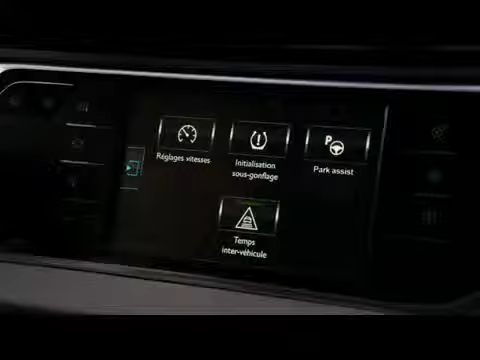 P
Réglages vitesses
Initialisation
sous-gonflage
Park assist
Temps
inter-véhicule